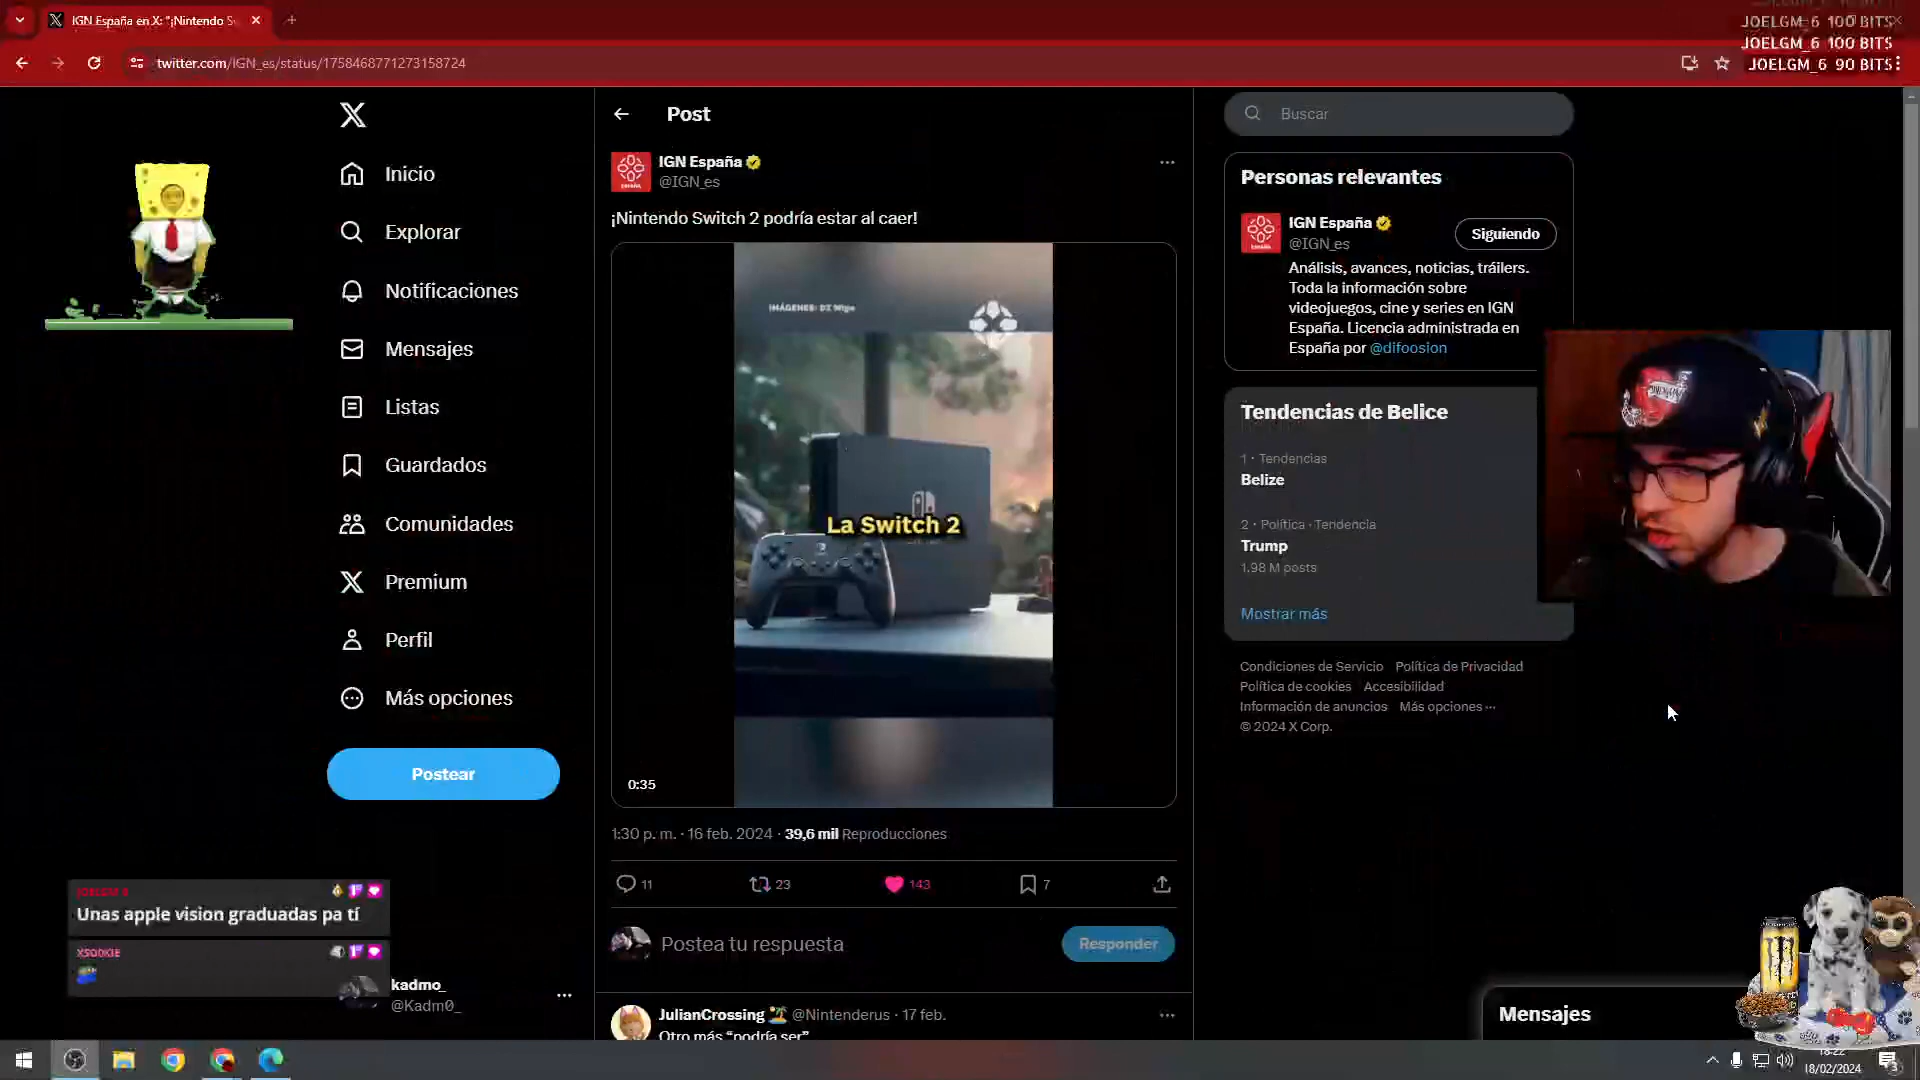 IGN España en X: "¡Nintendo S
JOELGM_6 100 BITS
JOELGM_6 100 BITS
JOELGM_6 90 BITS
twitter.com/IGN_es/status/1758468771273158724
Inicio
Explorar
Notificaciones
Mensajes
Listas
Guardados
Comunidades
Premium
Perfil
Más opciones
Postear
Post
IGN España
@IGN_es
¡Nintendo Switch 2 podría estar al caer!
IMÁGENES:
La Switch 2
0:35
1:30 p. m. · 16 feb. 2024 · 39,6 mil Reproducciones
11
23
143
7
Postea tu respuesta
Responder
JulianCrossing @Nintenderus · 17 feb.
Otro más "podría ser"
Buscar
Personas relevantes
IGN España
@IGN_es
Siguiendo
Análisis, avances, noticias, tráilers.
Toda la información sobre
videojuegos, cine y series en IGN
España. Licencia administrada en
España por @difoosion
Tendencias de Belice
1 · Tendencias
Belize
2 · Política · Tendencia
Trump
1,98 M posts
Mostrar más
Condiciones de Servicio Política de Privacidad
Política de cookies Accesibilidad
Información de anuncios Más opciones ···
© 2024 X Corp.
Unas apple vision graduadas pa tí
XSOOKIE
kadmo_
@Kadm0_
Mensajes
18:22
18/02/2024